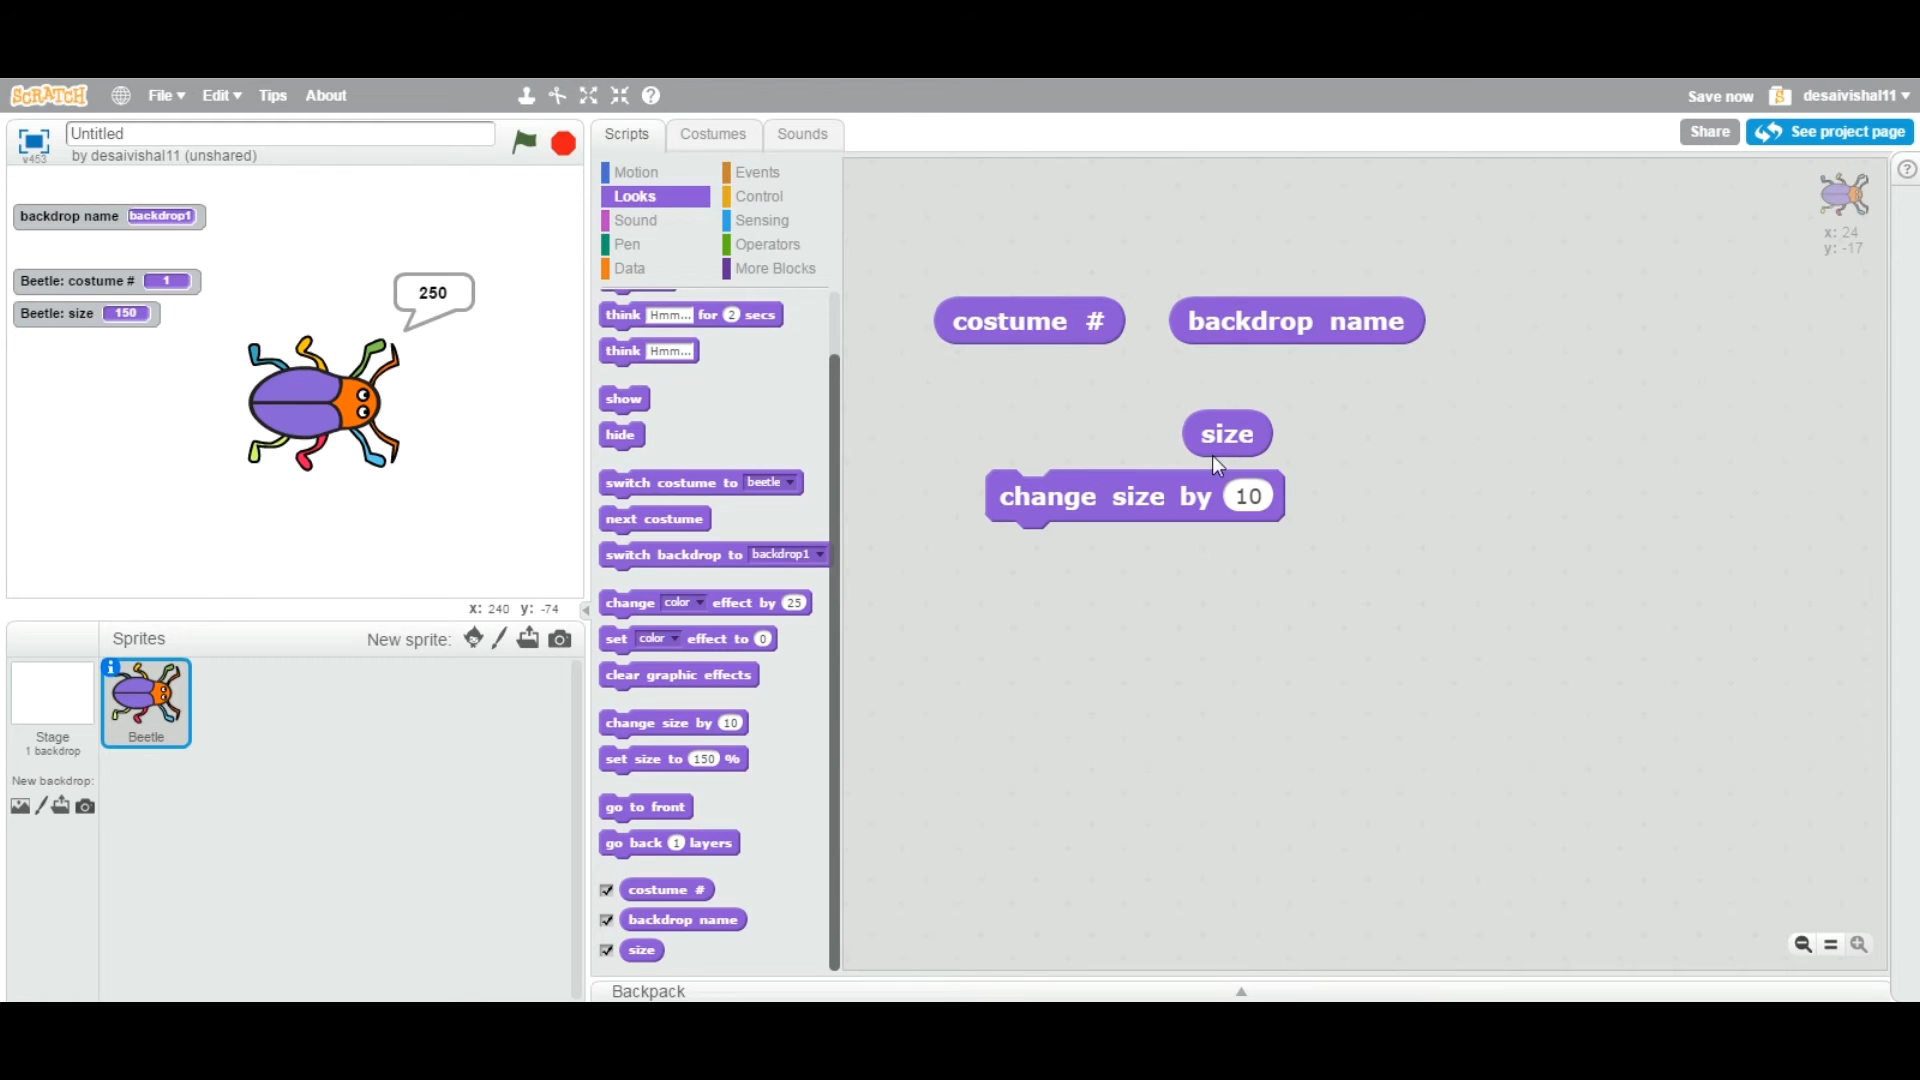 SCRATCH File Edit Tips About Save now desaivishal11
v453
Untitled
by desaivishal11 (unshared)
Scripts Costumes Sounds
Share See project page
backdrop name backdrop1
Beetle: costume # 1
Beetle: size 150
250
x: 240 y: -74
Sprites
New sprite:
Stage
1 backdrop
New backdrop:
Beetle
Motion
Looks
Sound
Pen
Data
Events
Control
Sensing
Operators
More Blocks
think Hmm... for 2 secs
think Hmm...
show
hide
switch costume to beetle
next costume
switch backdrop to backdrop1
change color effect by 25
set color effect to 0
clear graphic effects
change size by 10
set size to 150 %
go to front
go back 1 layers
costume #
backdrop name
size
costume # backdrop name
size
change size by 10
x: 24
y: -17
Backpack